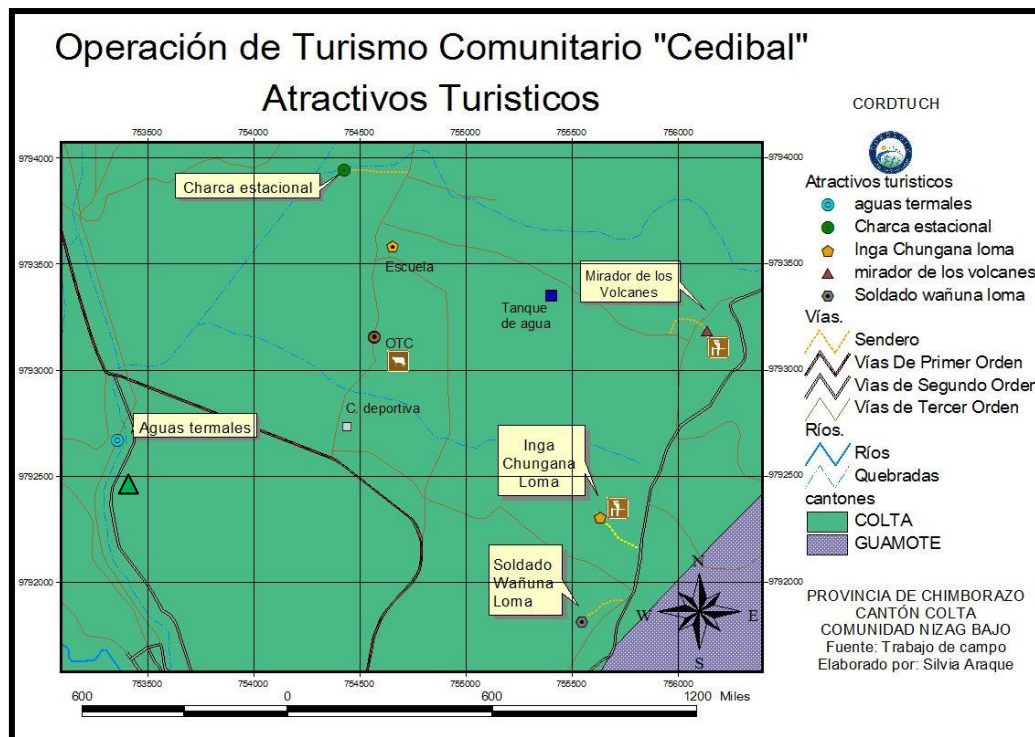 Operación de Turismo Comunitario "Cedibal"
Atractivos Turisticos
CORDTUCH
753500
754000
754500
755000
755500
756000
9794000
9793500
9793000
9792500
9792000
9794000
9793500
9793000
9792500
9792000
753500
754000
754500
755000
755500
756000
Charca estacional
Escuela
Mirador de los
Volcanes
Tanque
de agua
OTC
C. deportiva
Aguas termales
Inga
Chungana
Loma
Soldado
Wañuna
Loma
N
W
E
S
Atractivos turisticos
aguas termales
Charca estacional
Inga Chungana loma
mirador de los volcanes
Soldado wañuna loma
Vías.
Sendero
Vías De Primer Orden
Vias de Segundo Orden
Vías de Tercer Orden
Ríos.
Ríos
Quebradas
cantones
COLTA
GUAMOTE
PROVINCIA DE CHIMBORAZO
CANTÓN COLTA
COMUNIDAD NIZAG BAJO
Fuente: Trabajo de campo
Elaborado por: Silvia Araque
600 0 600 1200 Miles